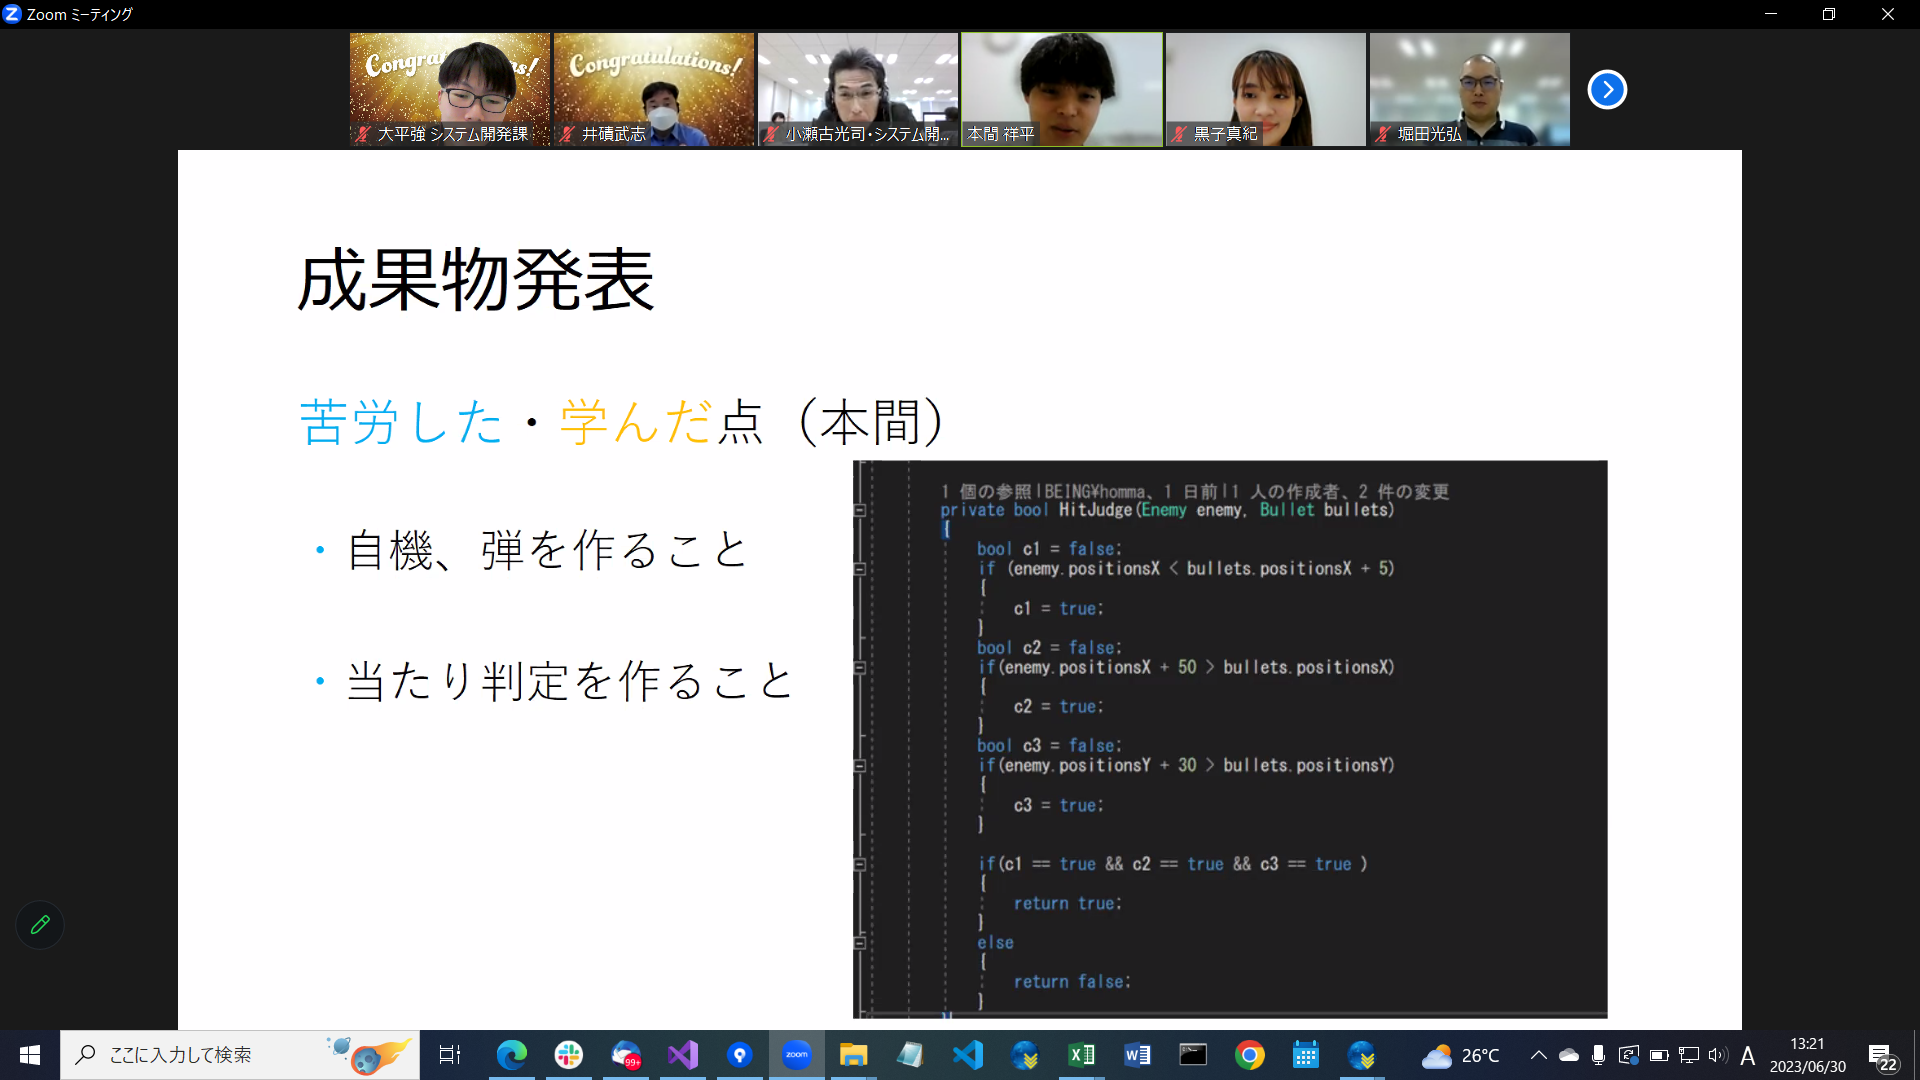 Zoom ミーティング
Congratulations!
Congratulations!
大平強 システム開発課
井磧武志
小瀬古光司・システム開...
本間 祥平
黒子真紀
堀田光弘
成果物発表
苦労した・学んだ点（本間）
・自機、弾を作ること
・当たり判定を作ること
1 個の参照|BEING¥homma、1 日前|1 人の作成者、2 件の変更
private bool HitJudge(Enemy enemy, Bullet bullets)
{
bool c1 = false;
if (enemy.positionsX < bullets.positionsX + 5)
{
c1 = true;
}
bool c2 = false;
if(enemy.positionsX + 50 > bullets.positionsX)
{
c2 = true;
}
bool c3 = false;
if(enemy.positionsY + 30 > bullets.positionsY)
{
c3 = true;
}
if(c1 == true && c2 == true && c3 == true )
{
return true;
}
else
{
return false;
}
}
ここに入力して検索
99+
zoom
26°C
A
13:21
2023/06/30
22